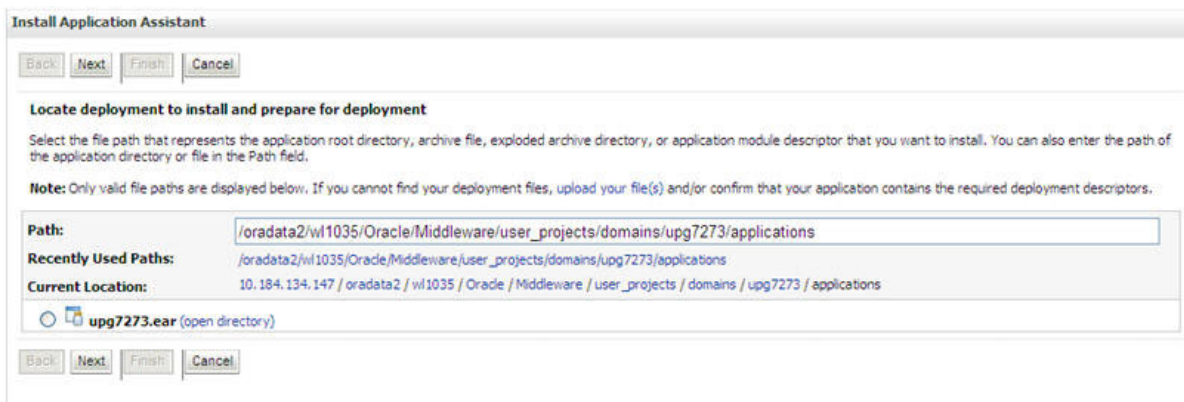 Install Application Assistant
Back Next Finish Cancel
Locate deployment to install and prepare for deployment
Select the file path that represents the application root directory, archive file, exploded archive directory, or application module descriptor that you want to install. You can also enter the path of
the application directory or file in the Path field.
Note: Only valid file paths are displayed below. If you cannot find your deployment files, upload your file(s) and/or confirm that your application contains the required deployment descriptors.
Path: /oradata2/wl1035/Oracle/Middleware/user_projects/domains/upg7273/applications
Recently Used Paths: /oradata2/wl1035/Oracle/Middleware/user_projects/domains/upg7273/applications
Current Location: 10.184.134.147 / oradata2 / wl1035 / Oracle / Middleware / user_projects / domains / upg7273 / applications
upg7273.ear (open directory)
Back Next Finish Cancel